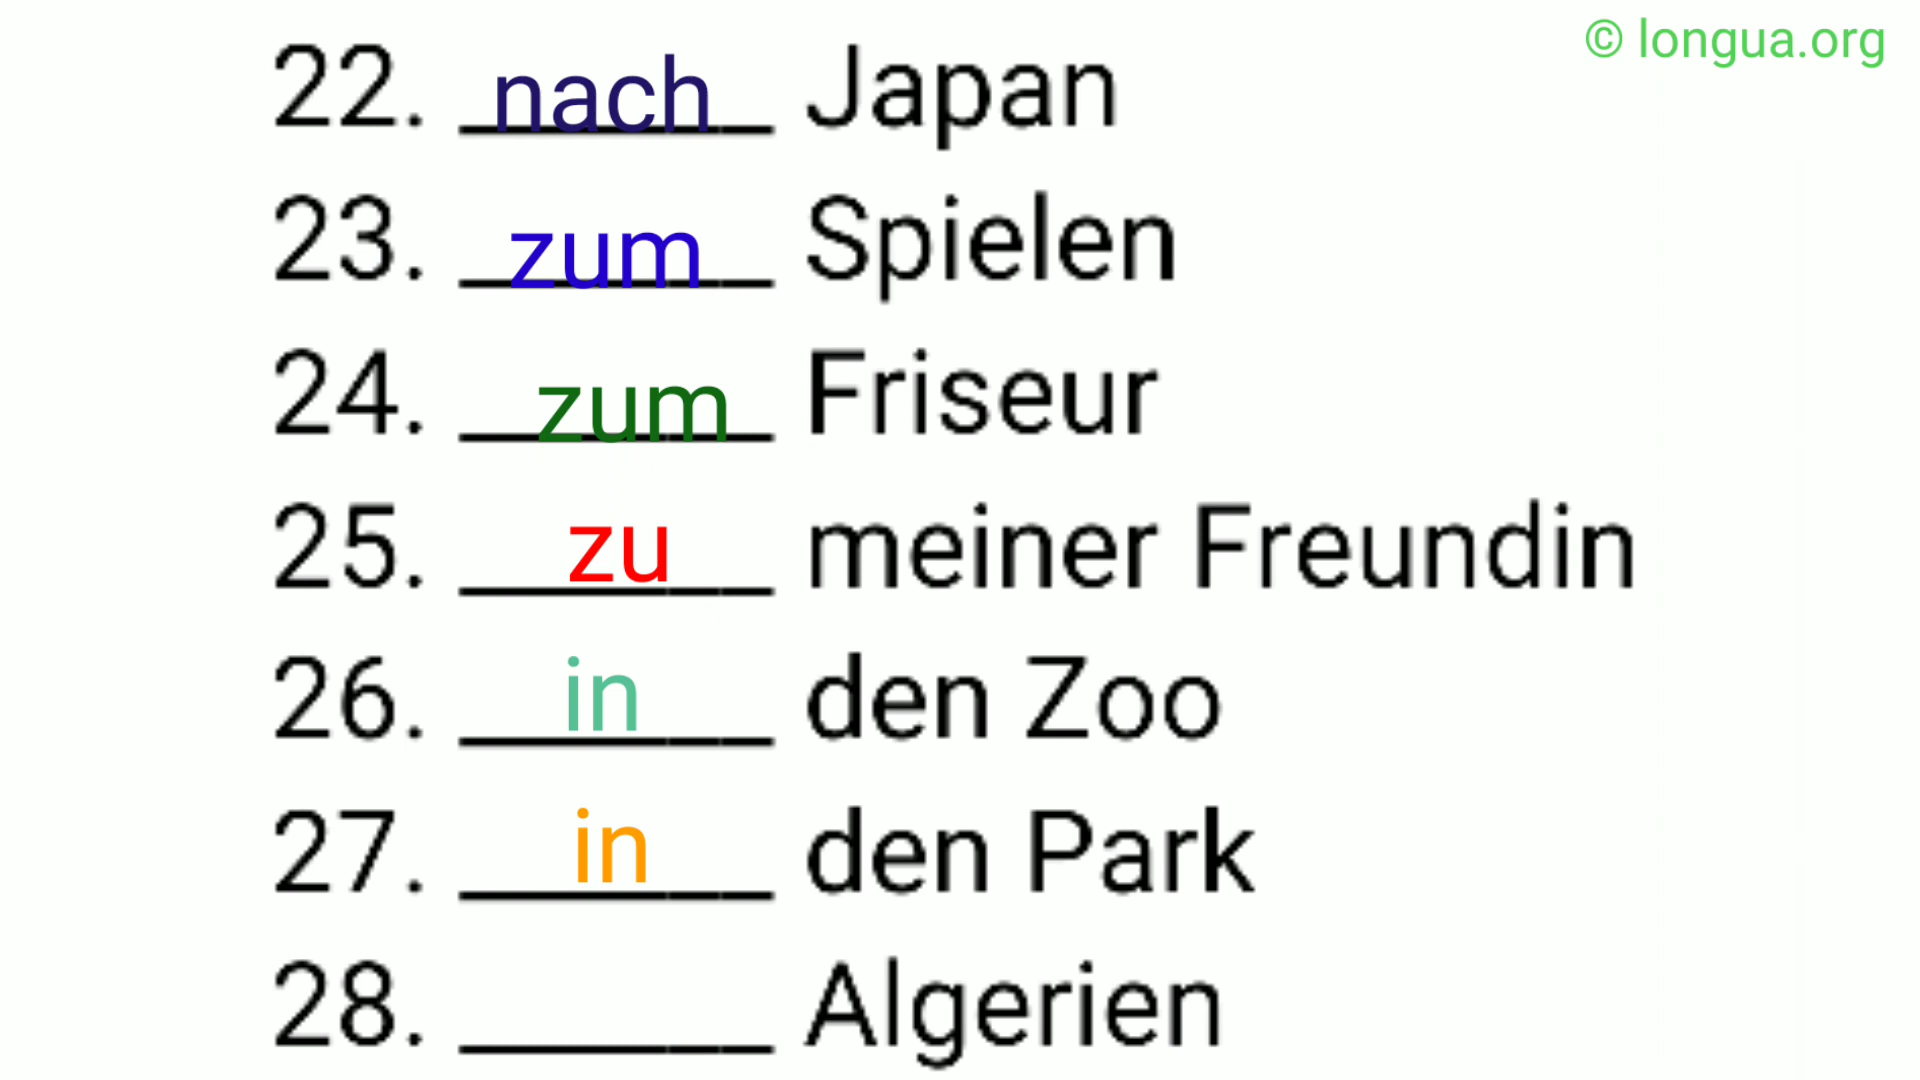 © longua.org
22. nach Japan
23. zum Spielen
24. zum Friseur
25. zu meiner Freundin
26. in den Zoo
27. in den Park
28. ______ Algerien